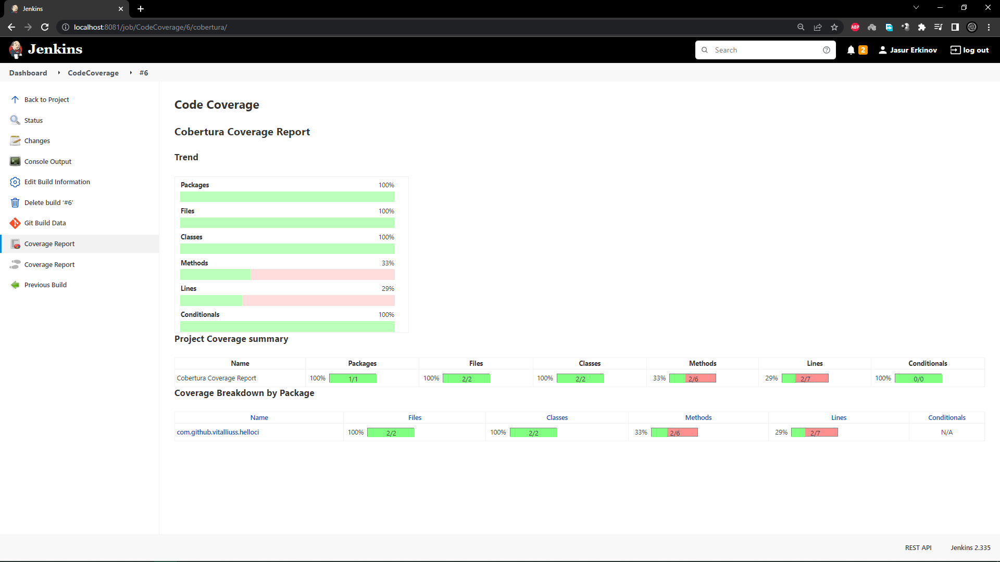 Jenkins
localhost:8081/job/CodeCoverage/6/cobertura/
ABP
Jenkins
Search
2
Jasur Erkinov
log out
Dashboard
CodeCoverage
#6
Back to Project
Status
Changes
Console Output
Edit Build Information
Delete build ‘#6’
Git Build Data
Coverage Report
Coverage Report
Previous Build
Code Coverage
Cobertura Coverage Report
Trend
Packages 100%
Files 100%
Classes 100%
Methods 33%
Lines 29%
Conditionals 100%
Project Coverage summary
Name Packages Files Classes Methods Lines Conditionals
Cobertura Coverage Report 100% 1/1 100% 2/2 100% 2/2 33% 2/6 29% 2/7 100% 0/0
Coverage Breakdown by Package
Name Files Classes Methods Lines Conditionals
com.github.vitalliuss.helloci 100% 2/2 100% 2/2 33% 2/6 29% 2/7 N/A
REST API Jenkins 2.335